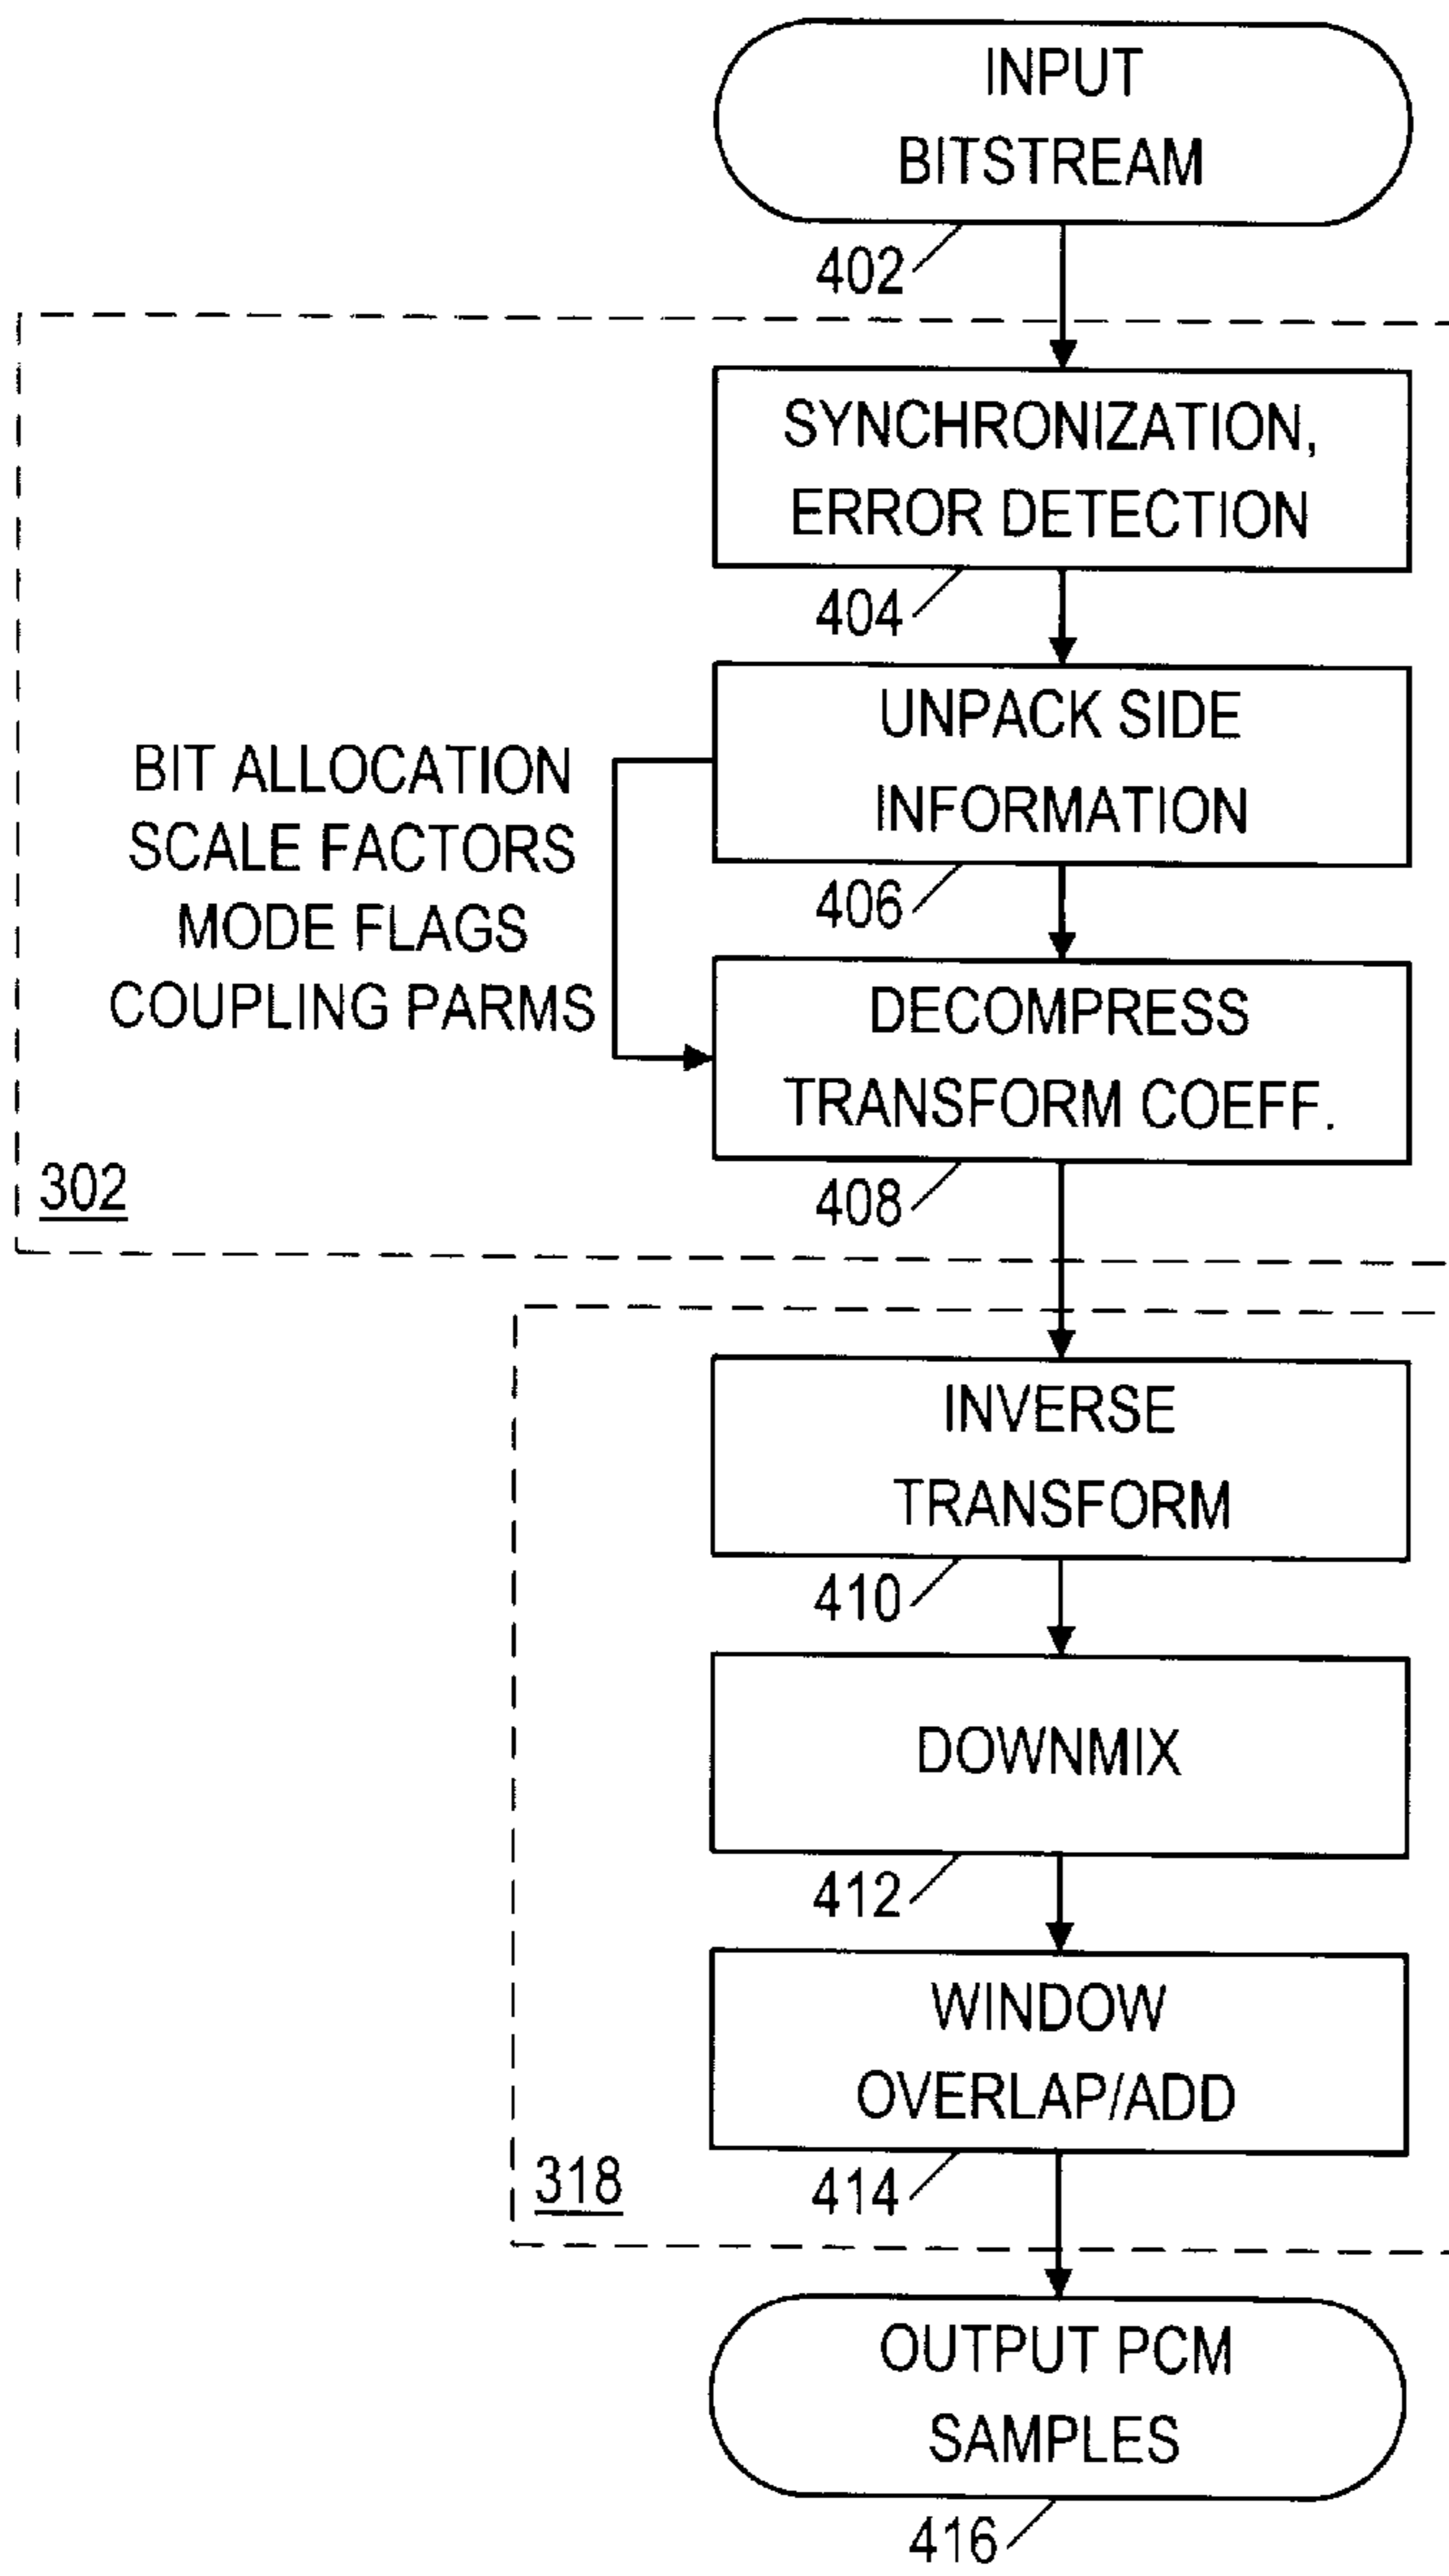 INPUT
BITSTREAM
402
SYNCHRONIZATION,
ERROR DETECTION
404
UNPACK SIDE
INFORMATION
406
BIT ALLOCATION
SCALE FACTORS
MODE FLAGS
COUPLING PARMS
DECOMPRESS
TRANSFORM COEFF.
408
302
INVERSE
TRANSFORM
410
DOWNMIX
412
WINDOW
OVERLAP/ADD
414
318
OUTPUT PCM
SAMPLES
416